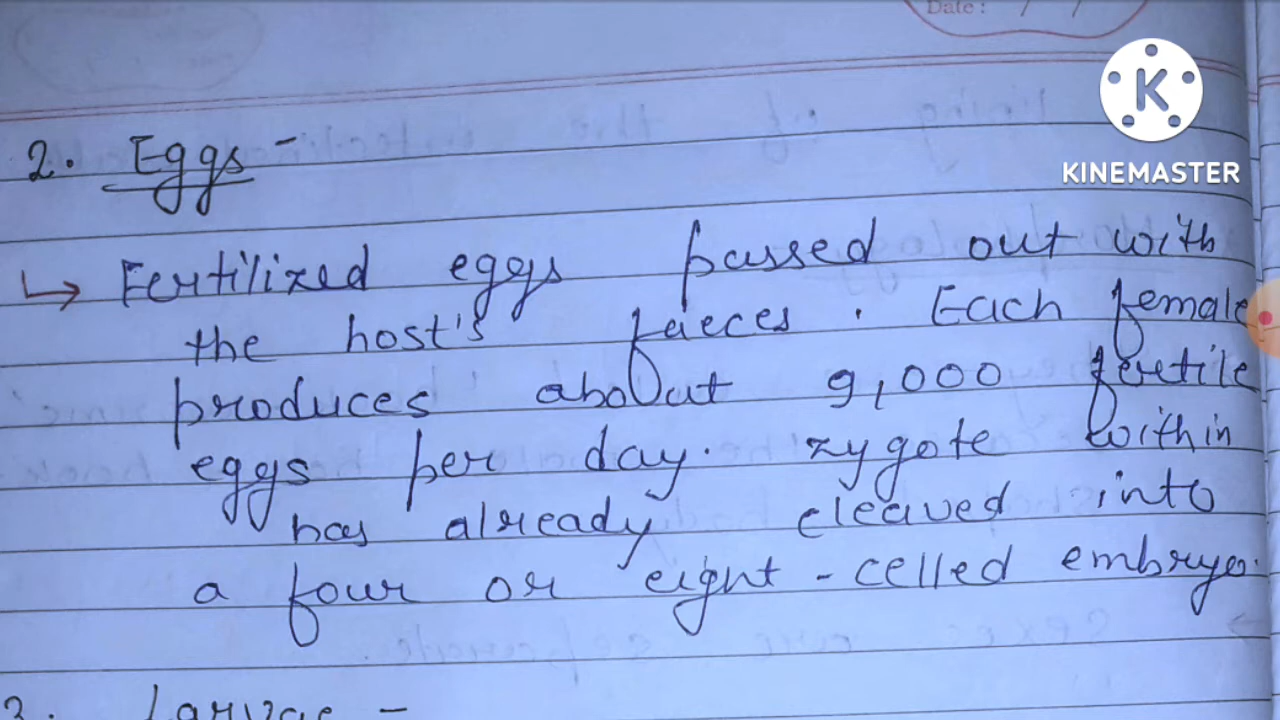 Date: / /
KINEMASTER
2. Eggs -
↳ Fertilized eggs passed out with
the host's faeces. Each female
produces about 9,000 fertile
eggs per day. zygote within
has already cleaved into
a four or eight-celled embryo.
3. Larvae -